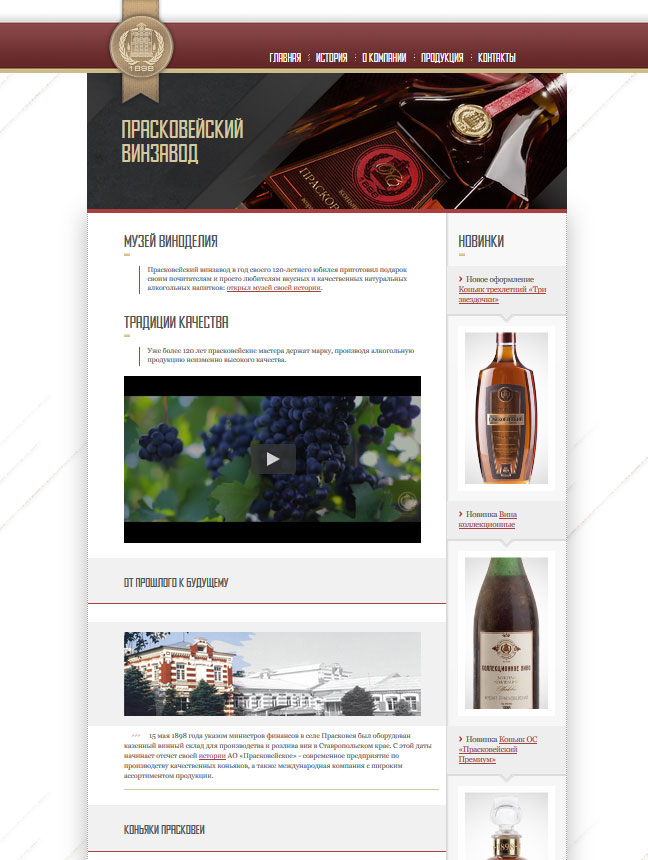 1898
ГЛАВНАЯ ИСТОРИЯ О КОМПАНИИ ПРОДУКЦИЯ КОНТАКТЫ
ПРАСКОВЕЙСКИЙ
ВИНЗАВОД
МУЗЕЙ ВИНОДЕЛИЯ
Прасковейский винзавод в год своего 120-летнего юбилея приготовил подарок
своим почитателям и просто любителям вкусных и качественных натуральных
алкогольных напитков: открыл музей своей истории.
ТРАДИЦИИ КАЧЕСТВА
Уже более 120 лет прасковейские мастера держат марку, производя алкогольную
продукцию неизменно высокого качества.
ОТ ПРОШЛОГО К БУДУЩЕМУ
15 мая 1898 года указом министров финансов в селе Прасковея был оборудован
казенный винный склад для производства и розлива вин в Ставропольском крае. С этой даты
начинает отсчет своей истории АО «Прасковейское» - современное предприятие по
производству качественных коньяков, а также международная компания с широким
ассортиментом продукции.
КОНЬЯКИ ПРАСКОВЕИ
НОВИНКИ
› Новое оформление
Коньяк трехлетний «Три
звездочки»
› Новинка Вина
коллекционные
КОЛЛЕКЦИОННОЕ ВИНО
› Новинка Коньяк ОС
«Прасковейский
Премиум»
1898